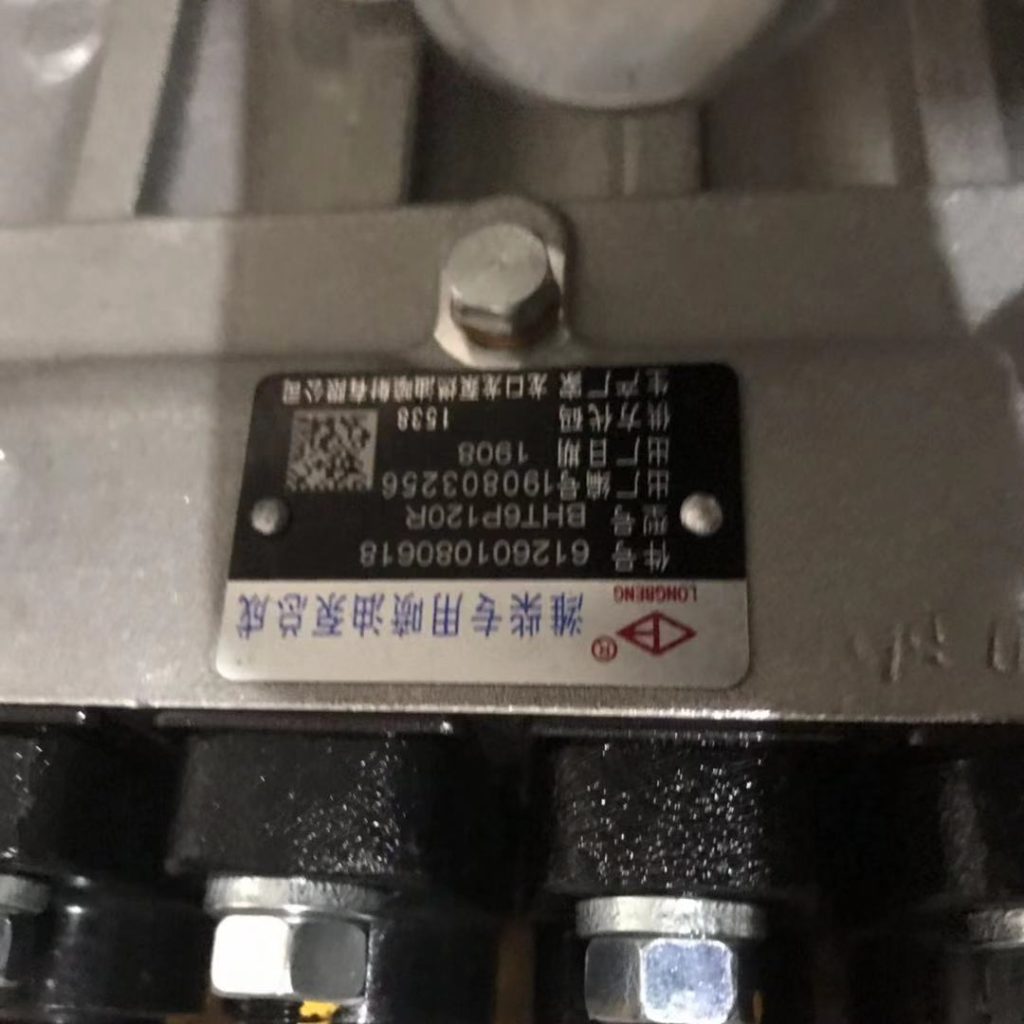 LONGBENG
®
潍柴专用喷油泵总成
件 号 612601080618
型 号 BHT6P120R
出厂编号190803256
出厂日期 1908
供方代码 1538
生产厂家 龙口龙泵燃油喷射有限公司